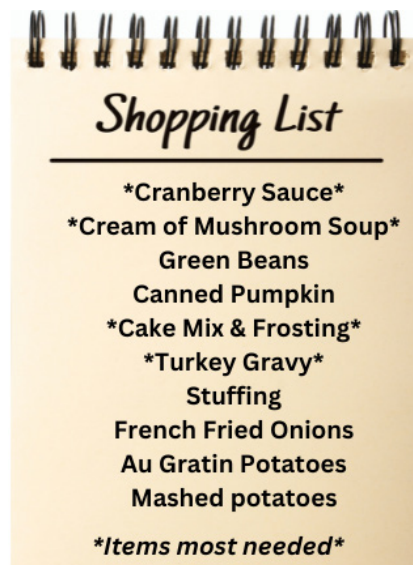 Shopping List
*Cranberry Sauce*
*Cream of Mushroom Soup*
Green Beans
Canned Pumpkin
*Cake Mix & Frosting*
*Turkey Gravy*
Stuffing
French Fried Onions
Au Gratin Potatoes
Mashed potatoes
*Items most needed*